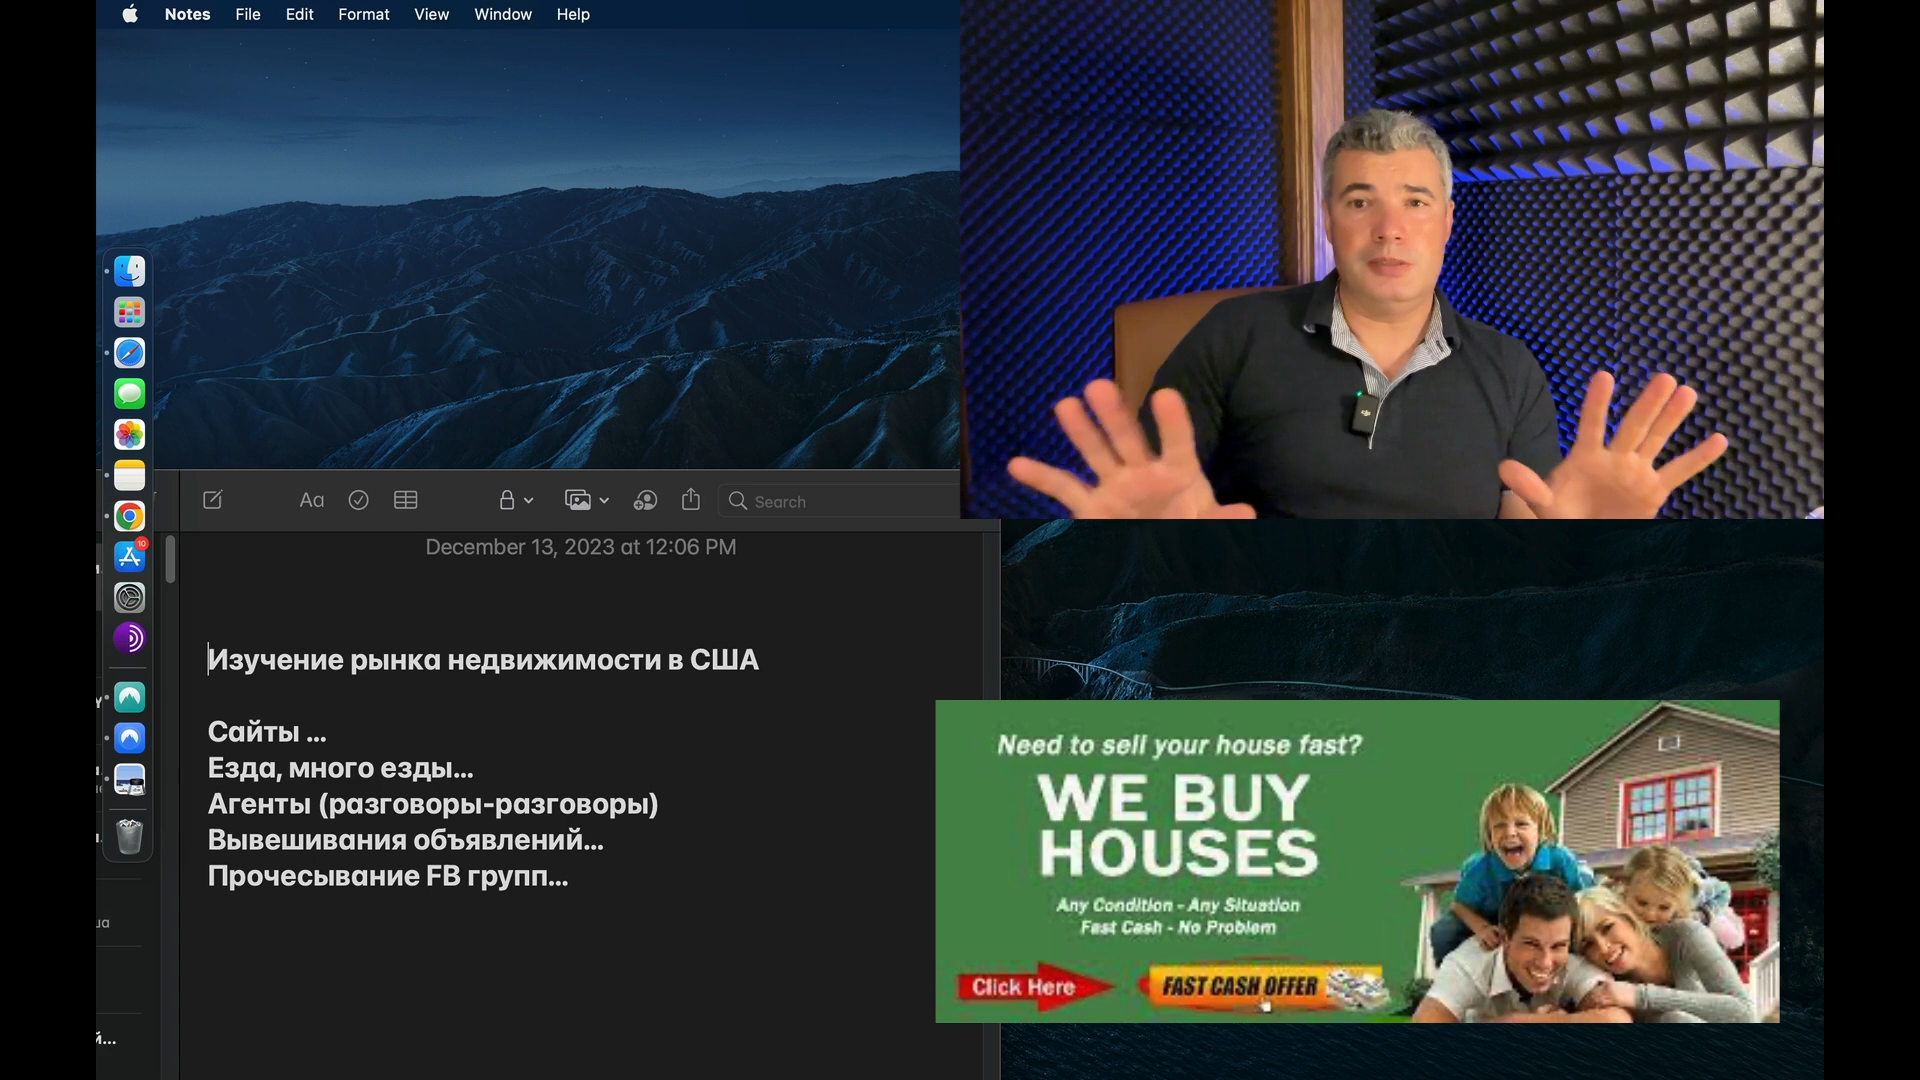 Notes File Edit Format View Window Help
10
Aa
Search
December 13, 2023 at 12:06 PM
Изучение рынка недвижимости в США
Сайты ...
Езда, много езды...
Агенты (разговоры-разговоры)
Вывешивания объявлений...
Прочесывание FB групп...
Need to sell your house fast?
WE BUY
HOUSES
Any Condition - Any Situation
Fast Cash - No Problem
Click Here
FAST CASH OFFER